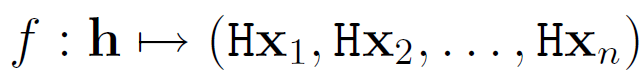 f : h ↦ (Hx₁, Hx₂, . . . , Hxₙ)